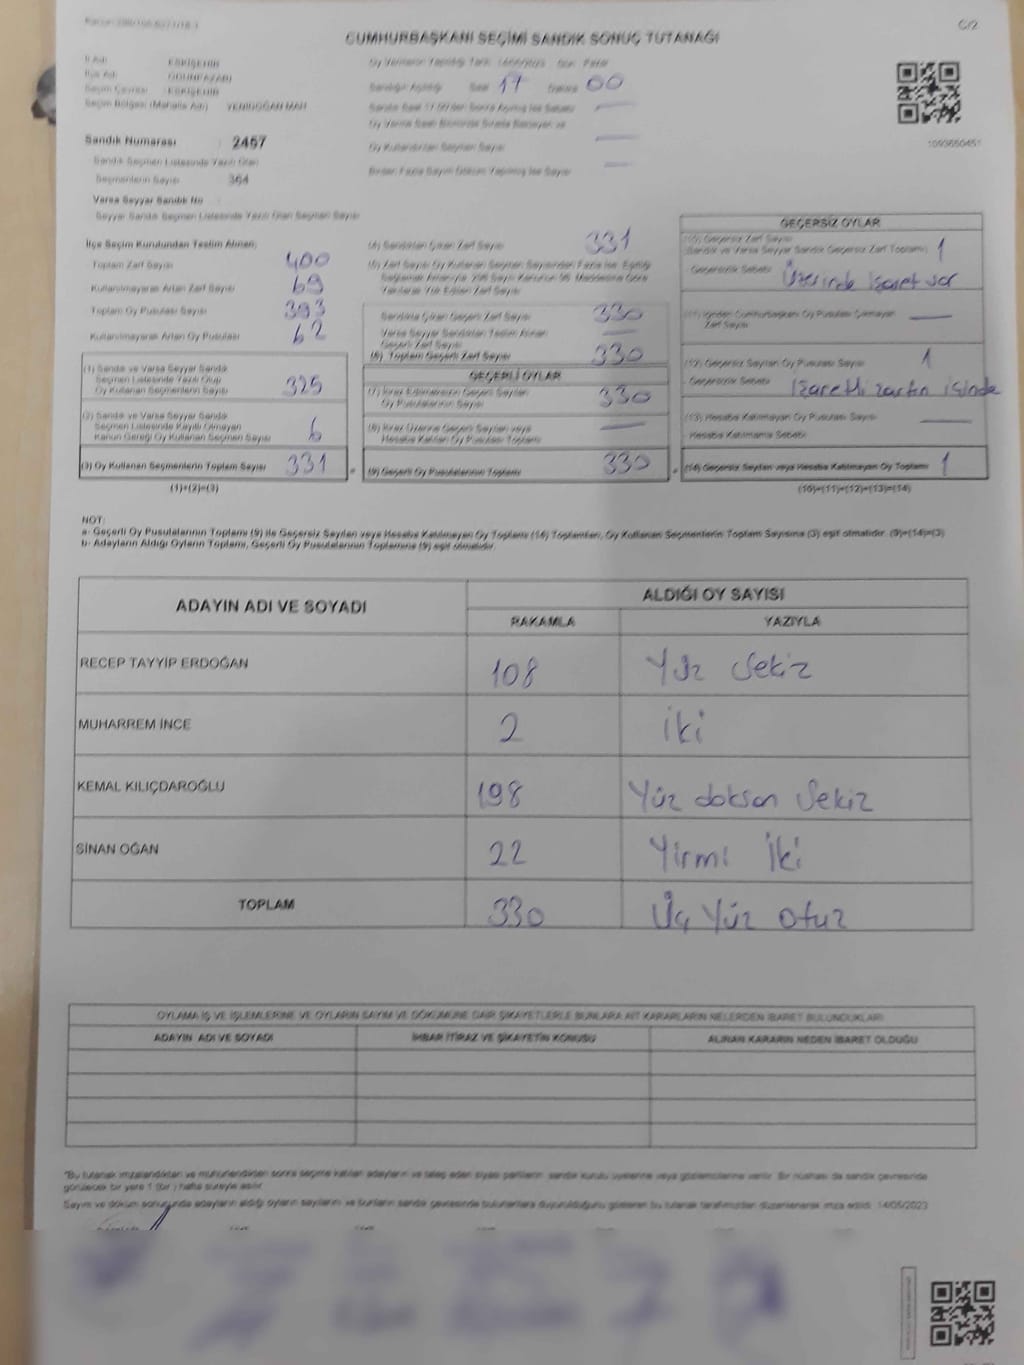 C/2
CUMHURBAŞKANI SEÇİMİ SANDIK SONUÇ TUTANAĞI
İl Adı : ESKİŞEHİR
İlçe Adı : ODUNPAZARI
Seçim Çevresi : ESKİŞEHİR
Seçim Bölgesi (Mahalle Adı) : YENİDOĞAN MAH
Sandık Numarası : 2457
Sandık Seçmen Listesinde Yazılı Olan
Seçmenlerin Sayısı : 364
Varsa Seyyar Sandık No :
Seyyar Sandık Seçmen Listesinde Yazılı Olan Seçmen Sayısı
Oy Vermenin Yapıldığı Tarih: 14/05/2023 Gün: Pazar
Sandığın Açıldığı Saat 17 Dakika 00
Oy Kullandırılan Seçmen Sayısı —
Birden Fazla Sayım Döküm Yapılmış İse Sayısı —
1093650451
İlçe Seçim Kurulundan Teslim Alınan;
Toplam Zarf Sayısı 400
Kullanılmayarak Artan Zarf Sayısı 69
Toplam Oy Pusulası Sayısı 393
Kullanılmayarak Artan Oy Pusulası 62
(1) Sandık ve Varsa Seyyar Sandık
Seçmen Listesinde Yazılı Olup
Oy Kullanan Seçmenlerin Sayısı 325
(2) Sandık ve Varsa Seyyar Sandık
Seçmen Listesinde Kayıtlı Olmayan
Kanun Gereği Oy Kullanan Seçmen Sayısı 6
(3) Oy Kullanan Seçmenlerin Toplam Sayısı 331
(1)+(2)=(3)
(4) Sandıktan Çıkan Zarf Sayısı 331
(5) Zarf Sayısı Oy Kullanan Seçmen Sayısından Fazla İse, Eşitliği
Sağlamak Amacıyla, 298 Sayılı Kanunun 98. Maddesine Göre
Yakılarak Yok Edilen Zarf Sayısı
Sandıkta Çıkan Geçerli Zarf Sayısı 330
Varsa Seyyar Sandıktan Teslim Alınan
Geçerli Zarf Sayısı —
(6) Toplam Geçerli Zarf Sayısı 330
GEÇERLİ OYLAR
(7) İtiraz Edilmeksizin Geçerli Sayılan
Oy Pusulalarının Sayısı 330
(8) İtiraz Üzerine Geçerli Sayılan veya
Hesaba Katılan Oy Pusulası Toplamı —
(9) Geçerli Oy Pusulalarının Toplamı 330
GEÇERSİZ OYLAR
(10) Geçersiz Zarf Sayısı
(Sandık ve Varsa Seyyar Sandık Geçersiz Zarf Toplamı) 1
Geçersizlik Sebebi: Üzerinde işaret var
(11) İçinden Cumhurbaşkanı Oy Pusulası Çıkmayan
Zarf Sayısı —
(12) Geçersiz Sayılan Oy Pusulası Sayısı 1
Geçersizlik Sebebi: İşaretli zarfın içinde
(13) Hesaba Katılmayan Oy Pusulası Sayısı —
Hesaba Katılmama Sebebi:
(14) Geçersiz Sayılan veya Hesaba Katılmayan Oy Toplamı 1
(10)+(11)+(12)+(13)=(14)
NOT:
a- Geçerli Oy Pusulalarının Toplamı (9) ile Geçersiz Sayılan veya Hesaba Katılmayan Oy Toplamı (14) Toplamları, Oy Kullanan Seçmenlerin Toplam Sayısına (3) eşit olmalıdır. (9)+(14)=(3)
b- Adayların Aldığı Oyların Toplamı, Geçerli Oy Pusulalarının Toplamına (9) eşit olmalıdır.
ADAYIN ADI VE SOYADI
ALDIĞI OY SAYISI
RAKAMLA YAZIYLA
RECEP TAYYİP ERDOĞAN 108 Yüz Sekiz
MUHARREM İNCE 2 İki
KEMAL KILIÇDAROĞLU 198 Yüz doksan Sekiz
SİNAN OĞAN 22 Yirmi İki
TOPLAM 330 Üç Yüz Otuz
OYLAMA İŞ VE İŞLEMLERİNE VE OYLARIN SAYIM VE DÖKÜMÜNE DAİR ŞİKAYETLERLE BUNLARA AİT KARARLARIN NELERDEN İBARET BULUNDUKLARI
ADAYIN ADI VE SOYADI İHBAR İTİRAZ VE ŞİKAYETİN KONUSU ALINAN KARARIN NEDEN İBARET OLDUĞU
"Bu tutanak imzalandıktan ve mühürlendikten sonra seçime katılan adayların ve talep eden siyasi partilerin sandık kurulu üyelerine veya gözlemcilerine verilir. Bir nüshası da sandık çevresinde
görülecek bir yere 1 (bir) hafta süreyle asılır.
Sayım ve döküm sonucunda adayların aldığı oyların sayılarını ve bunların sandık çevresinde bulunanlara duyurulduğunu gösteren bu tutanak tarafımızdan düzenlenerek imza edildi. 14/05/2023